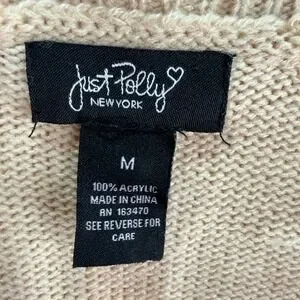 Just Polly
NEW YORK
M
100% ACRYLIC
MADE IN CHINA
RN 163470
SEE REVERSE FOR
CARE